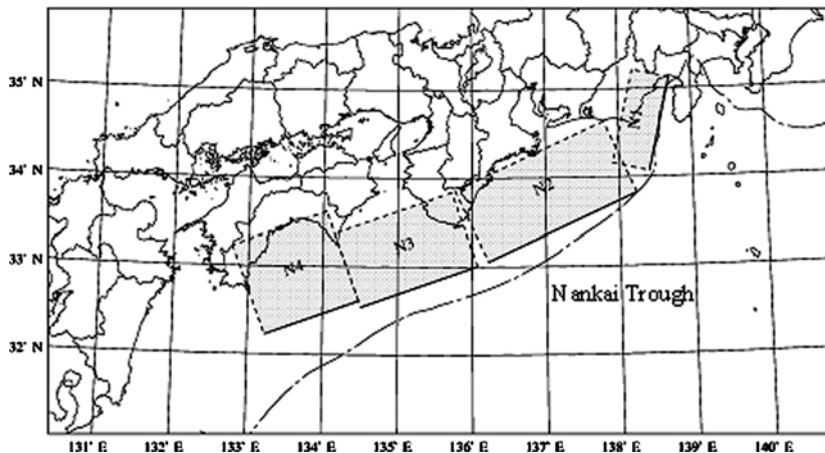 35° N
34° N
33° N
32° N
N1
N2
N3
N4
Nankai Trough
131° E 132° E 133° E 134° E 135° E 136° E 137° E 138° E 139° E 140° E